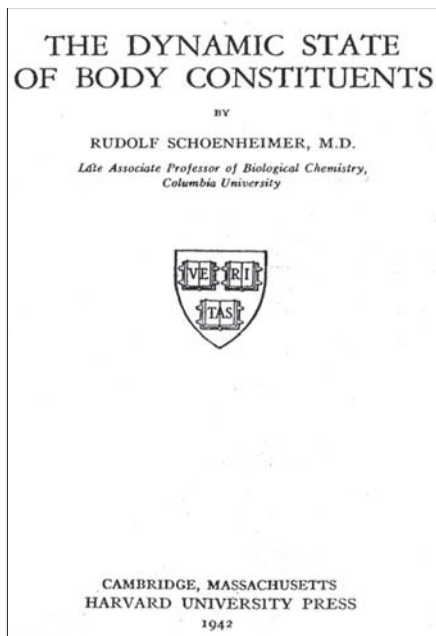 THE DYNAMIC STATE
OF BODY CONSTITUENTS
BY
RUDOLF SCHOENHEIMER, M.D.
Late Associate Professor of Biological Chemistry,
Columbia University
VE RI
TAS
CAMBRIDGE, MASSACHUSETTS
HARVARD UNIVERSITY PRESS
1942